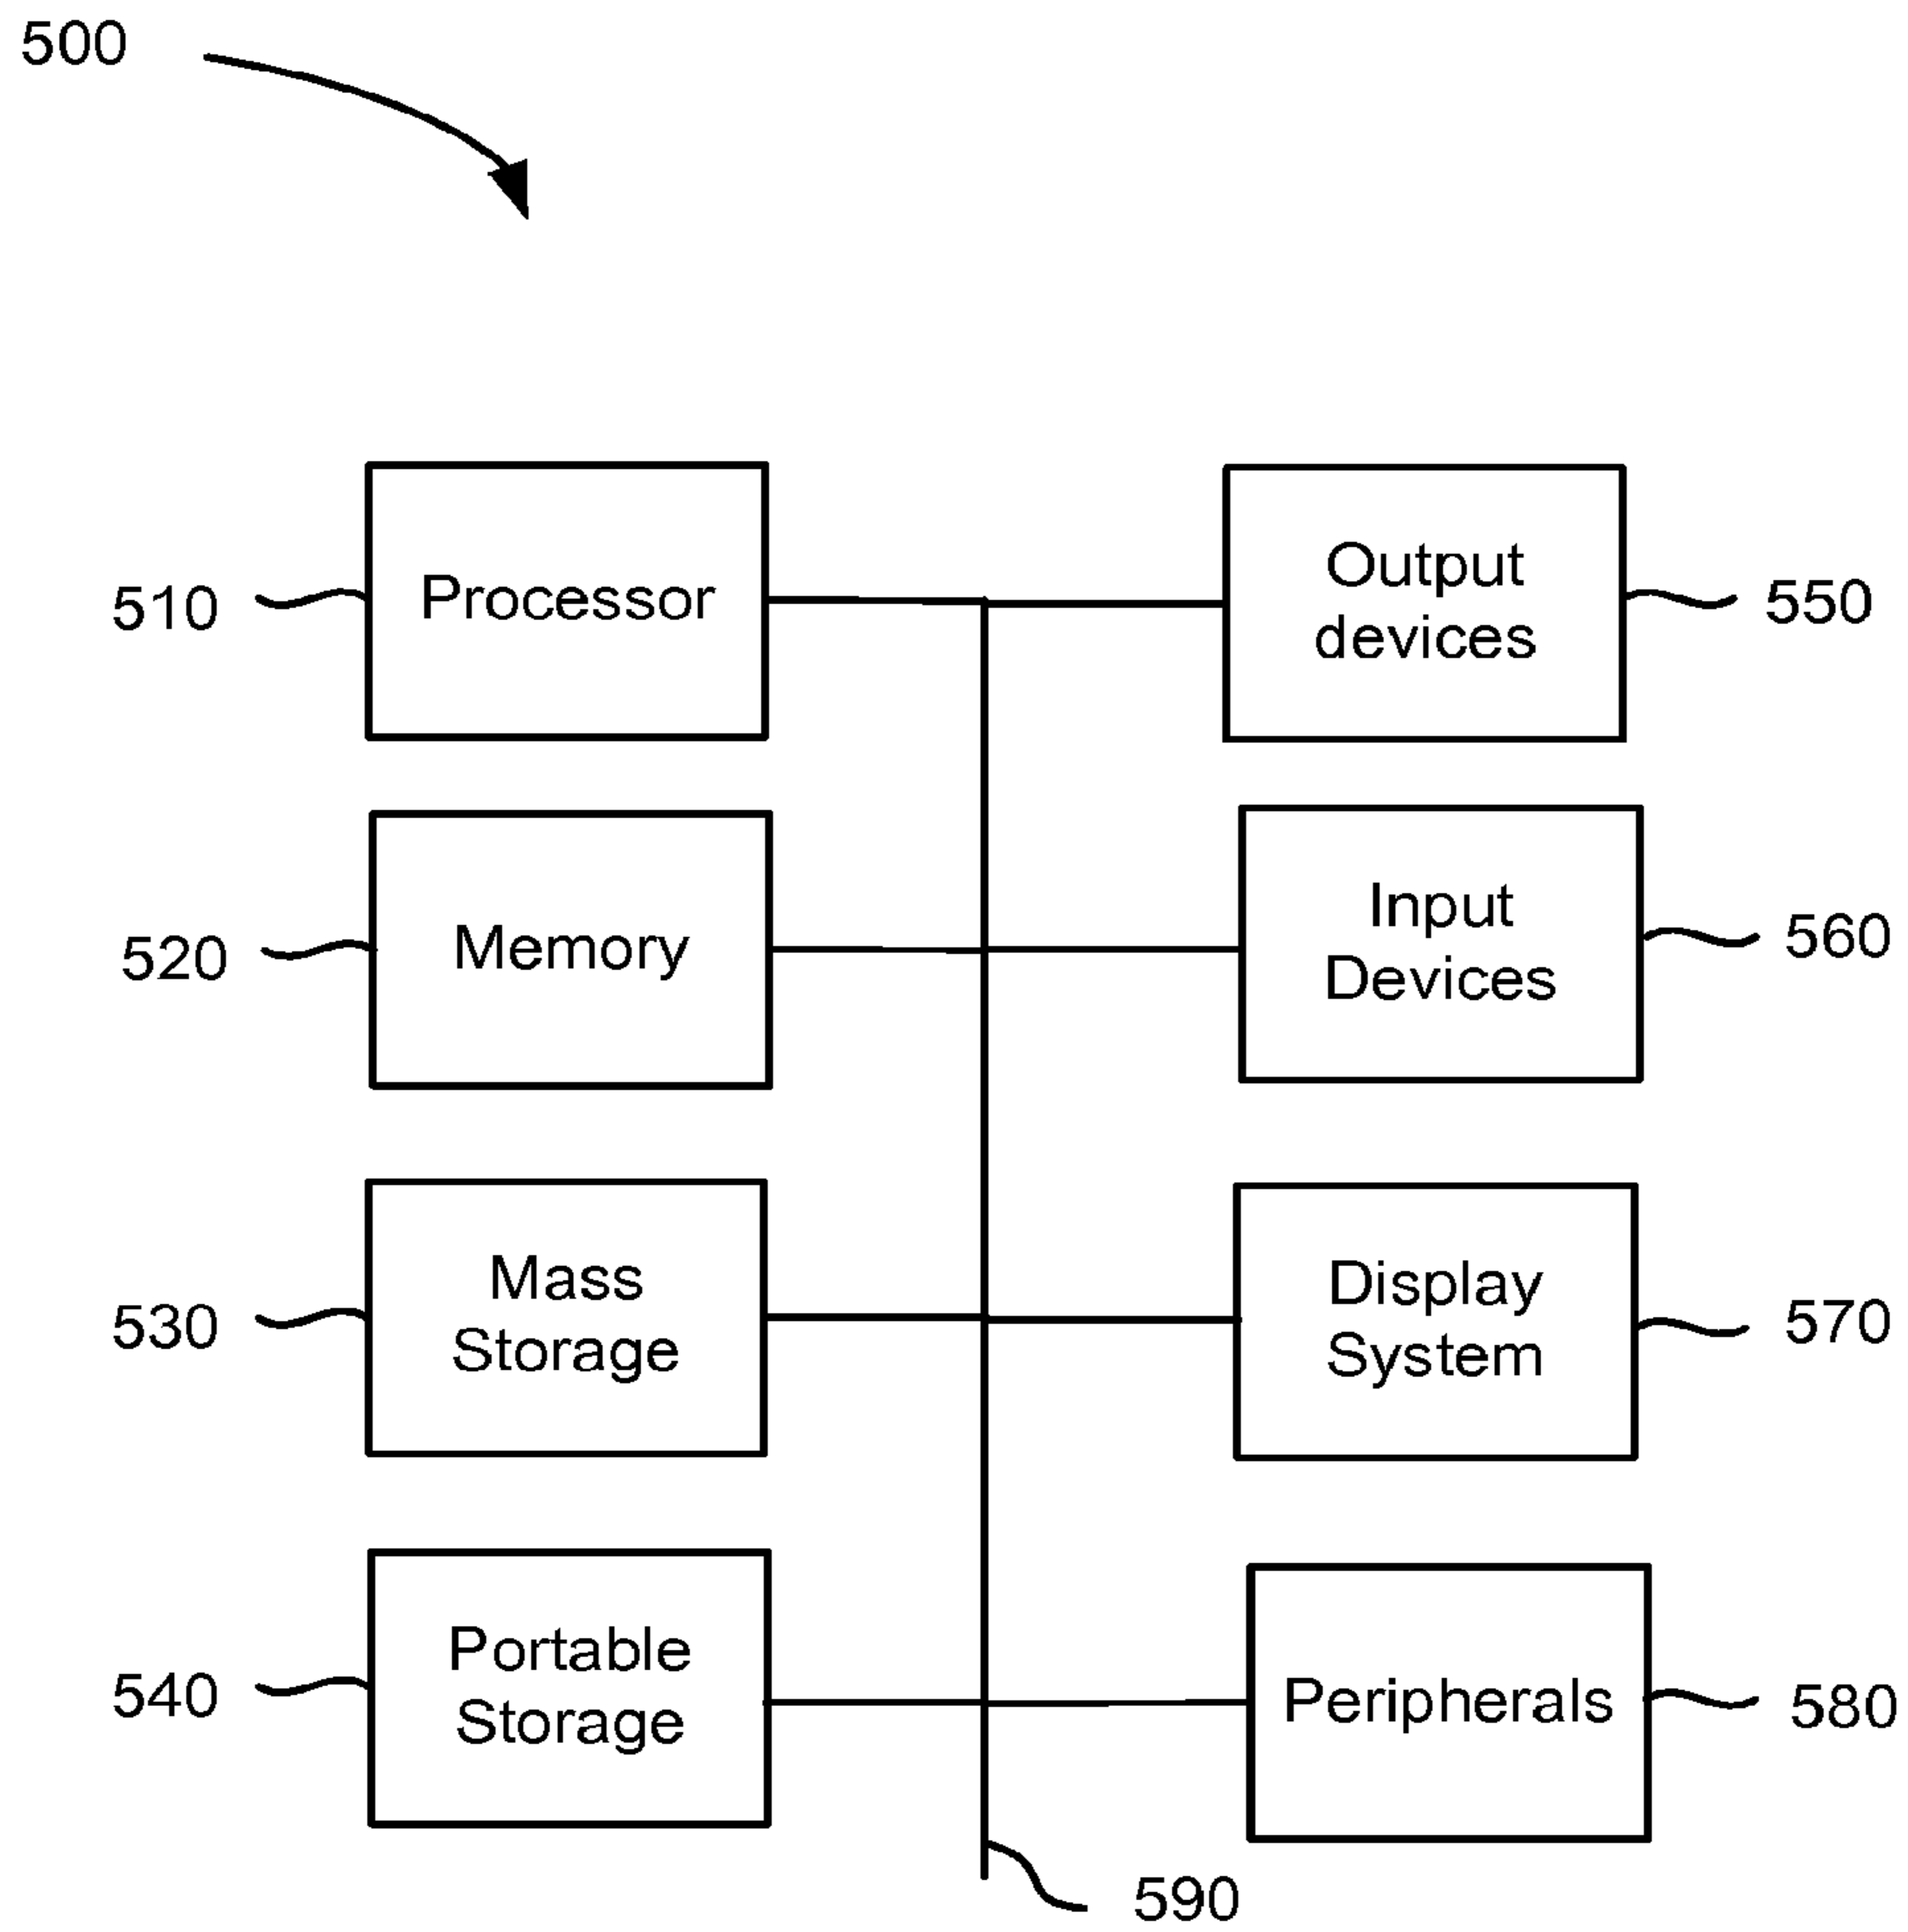 500
510
Processor
Output
devices
550
520
Memory
Input
Devices
560
530
Mass
Storage
Display
System
570
540
Portable
Storage
Peripherals
580
590